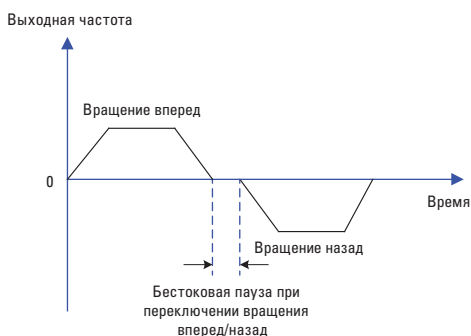 Выходная частота
Вращение вперед
0
Время
Вращение назад
Бестоковая пауза при
переключении вращения
вперед/назад